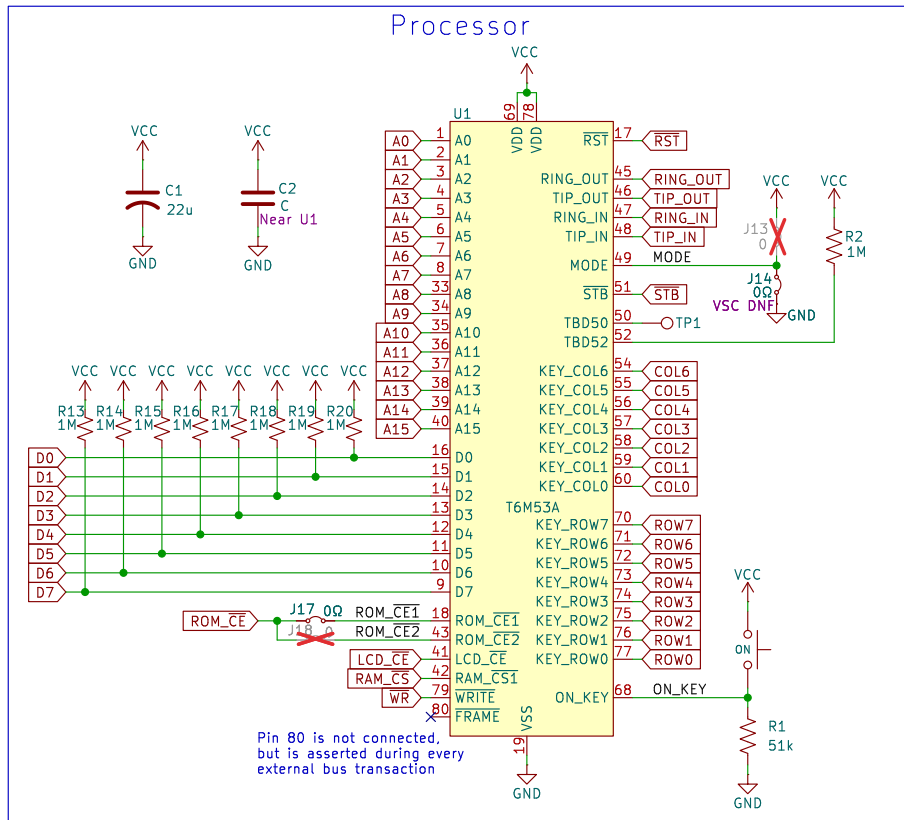 Processor
VCC
U1
69
78
VDD
VDD
VCC
VCC
C1
22u
C2
C
Near U1
GND
GND
A0 1 A0
A1 2 A1
A2 3 A2
A3 4 A3
A4 5 A4
A5 6 A5
A6 7 A6
A7 8 A7
A8 33 A8
A9 34 A9
A10 35 A10
A11 36 A11
A12 37 A12
A13 38 A13
A14 39 A14
A15 40 A15
VCC VCC VCC VCC VCC VCC VCC VCC
R13 R14 R15 R16 R17 R18 R19 R20
1M 1M 1M 1M 1M 1M 1M 1M
D0 16 D0
D1 15 D1
D2 14 D2
D3 13 D3
D4 12 D4
D5 11 D5
D6 10 D6
D7 9 D7
ROM_CE
J17 0Ω
J18 0
ROM_CE1 18 ROM_CE1
ROM_CE2 43 ROM_CE2
LCD_CE 41 LCD_CE
RAM_CS 42 RAM_CS1
WR 79 WRITE
80 FRAME
Pin 80 is not connected,
but is asserted during every
external bus transaction
T6M53A
VSS
19
GND
RST 17 RST
RING_OUT 45 RING_OUT
TIP_OUT 46 TIP_OUT
RING_IN 47 RING_IN
TIP_IN 48 TIP_IN
MODE 49 MODE
STB 51 STB
TBD50 50 TP1
TBD52 52
VCC
J13
0
J14
0Ω
VSC DNF
GND
VCC
R2
1M
KEY_COL6 54 COL6
KEY_COL5 55 COL5
KEY_COL4 56 COL4
KEY_COL3 57 COL3
KEY_COL2 58 COL2
KEY_COL1 59 COL1
KEY_COL0 60 COL0
KEY_ROW7 70 ROW7
KEY_ROW6 71 ROW6
KEY_ROW5 72 ROW5
KEY_ROW4 73 ROW4
KEY_ROW3 74 ROW3
KEY_ROW2 75 ROW2
KEY_ROW1 76 ROW1
KEY_ROW0 77 ROW0
ON_KEY 68 ON_KEY
VCC
ON
R1
51k
GND